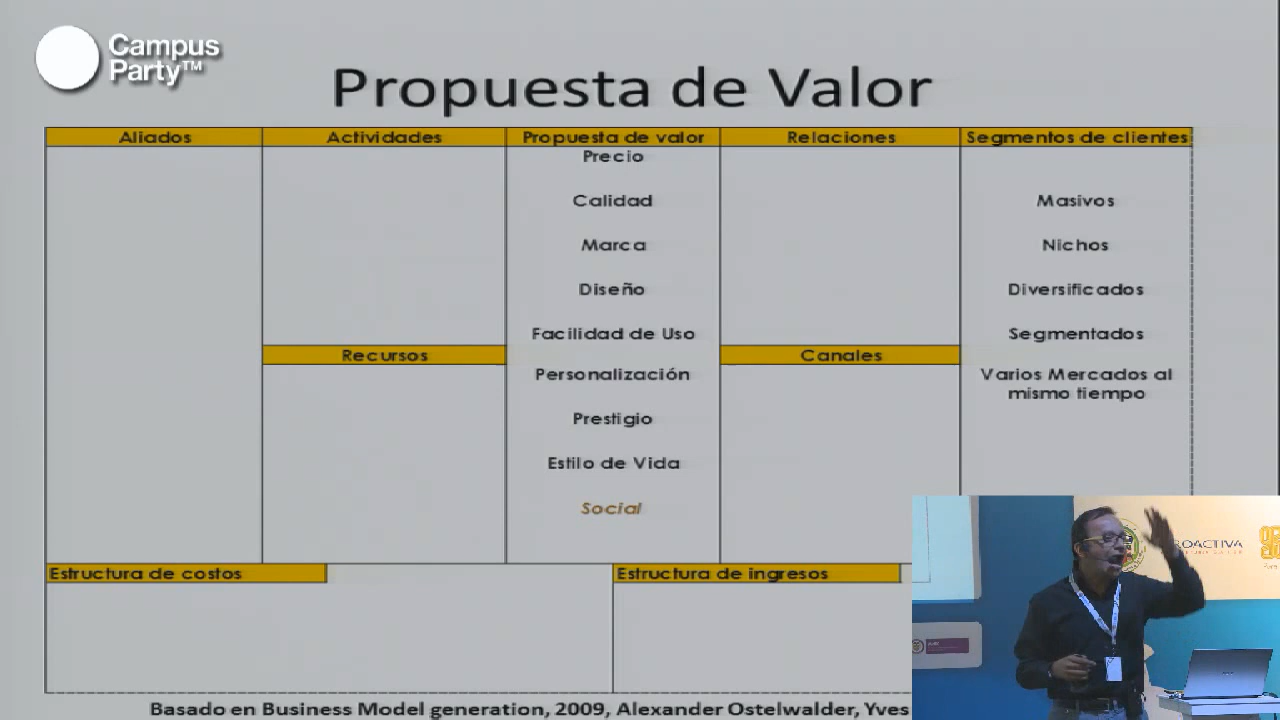 Campus
Party™
Propuesta de Valor
Aliados
Actividades
Propuesta de valor
Relaciones
Segmentos de clientes
Precio
Calidad
Marca
Diseño
Facilidad de Uso
Personalización
Prestigio
Estilo de Vida
Social
Masivos
Nichos
Diversificados
Segmentados
Varios Mercados al
mismo tiempo
Recursos
Canales
Estructura de costos
Estructura de ingresos
Basado en Business Model generation, 2009, Alexander Ostelwalder, Yves
ROACTIVA